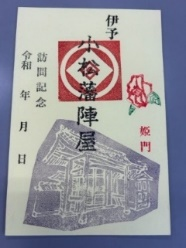 伊予
小松藩陣屋
訪問記念
令和　年　月　日
姫門